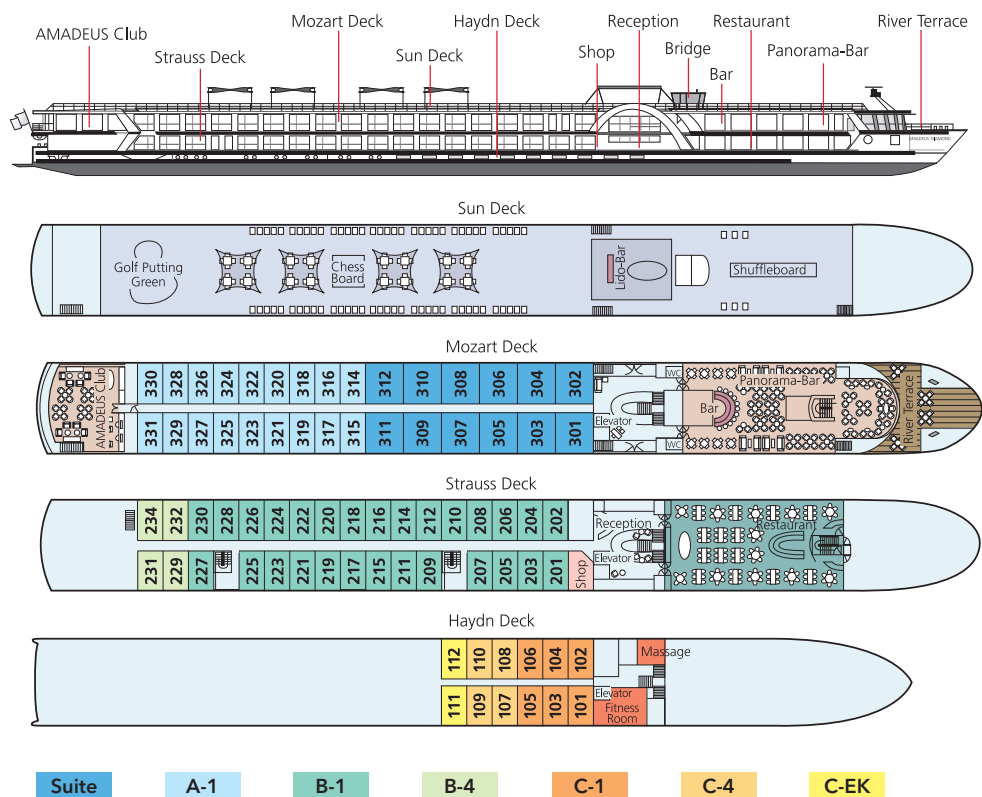 AMADEUS Club
Strauss Deck
Mozart Deck
Sun Deck
Haydn Deck
Shop
Reception
Bridge
Bar
Restaurant
Panorama-Bar
River Terrace
AMADEUS DIAMOND
Sun Deck
Golf Putting
Green
Chess
Board
Lido-Bar
Shuffleboard
Mozart Deck
AMADEUS Club
330 328 326 324 322 320 318 316 314 312 310 308 306 304 302
331 329 327 325 323 321 319 317 315 311 309 307 305 303 301
WC
Elevator
WC
Bar
Panorama-Bar
River Terrace
Strauss Deck
234 232 230 228 226 224 222 220 218 216 214 212 210 208 206 204 202
231 229 227 225 223 221 219 217 215 211 209 207 205 203 201
Shop
Reception
Elevator
Restaurant
Haydn Deck
112 110 108 106 104 102
111 109 107 105 103 101
Massage
Elevator
Fitness
Room
Suite A-1 B-1 B-4 C-1 C-4 C-EK